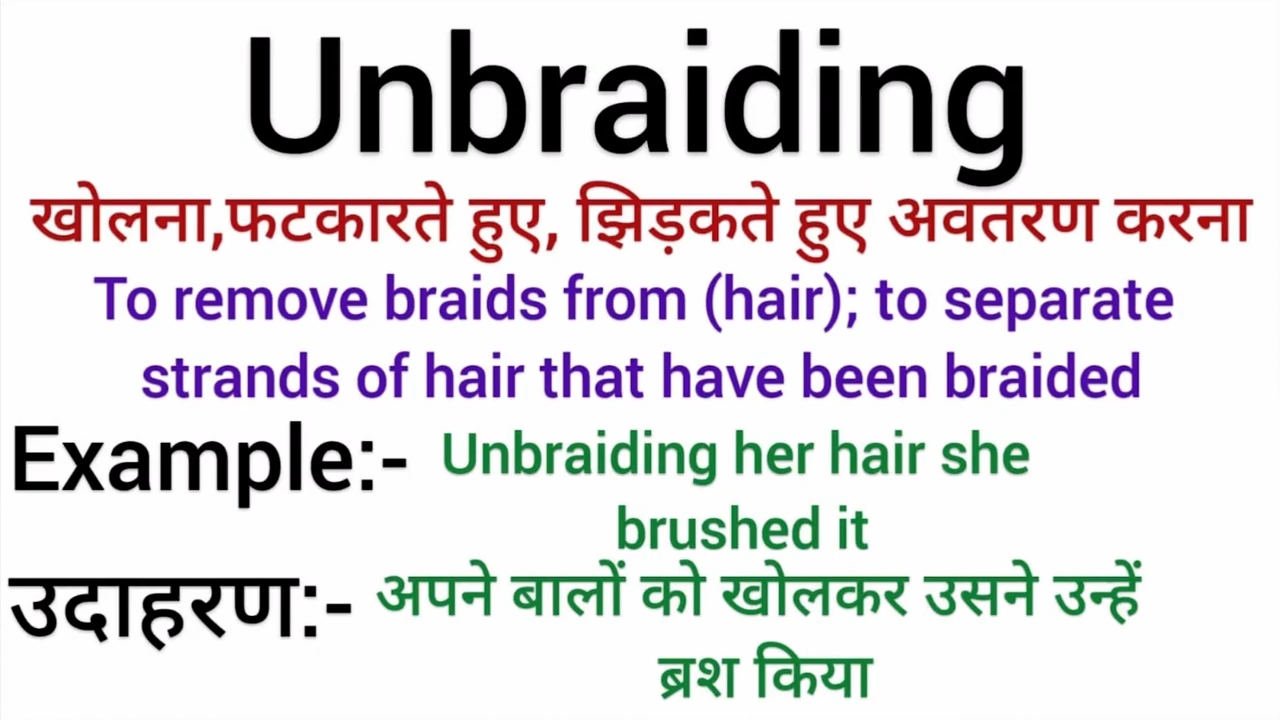 Unbraiding
खोलना,फटकारते हुए, झिड़कते हुए अवतरण करना
To remove braids from (hair); to separate
strands of hair that have been braided
Example:- Unbraiding her hair she
brushed it
उदाहरण:- अपने बालों को खोलकर उसने उन्हें
ब्रश किया